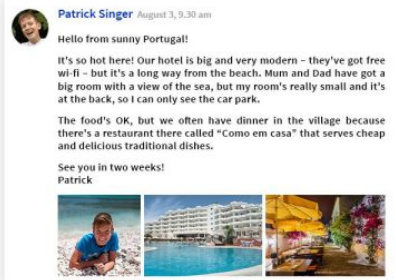 Patrick Singer August 3, 9.30 am
Hello from sunny Portugal!
It's so hot here! Our hotel is big and very modern – they've got free
wi-fi – but it's a long way from the beach. Mum and Dad have got a
big room with a view of the sea, but my room's really small and it's
at the back, so I can only see the car park.
The food's OK, but we often have dinner in the village because
there's a restaurant there called “Como em casa” that serves cheap
and delicious traditional dishes.
See you in two weeks!
Patrick